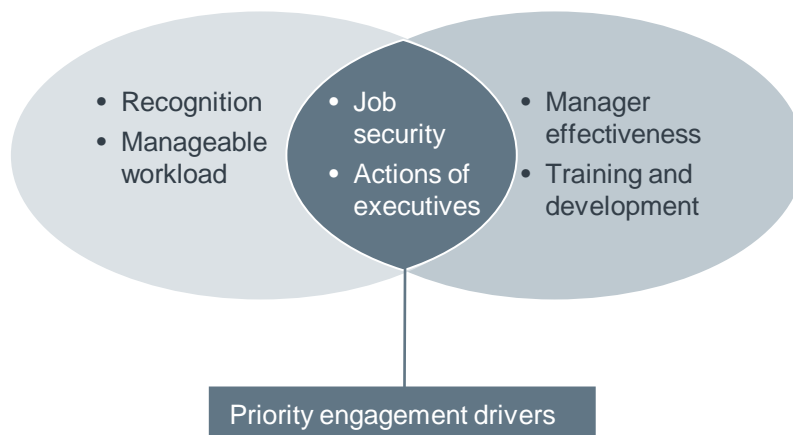 • Recognition
• Manageable
workload
• Job
security
• Actions of
executives
• Manager
effectiveness
• Training and
development
Priority engagement drivers